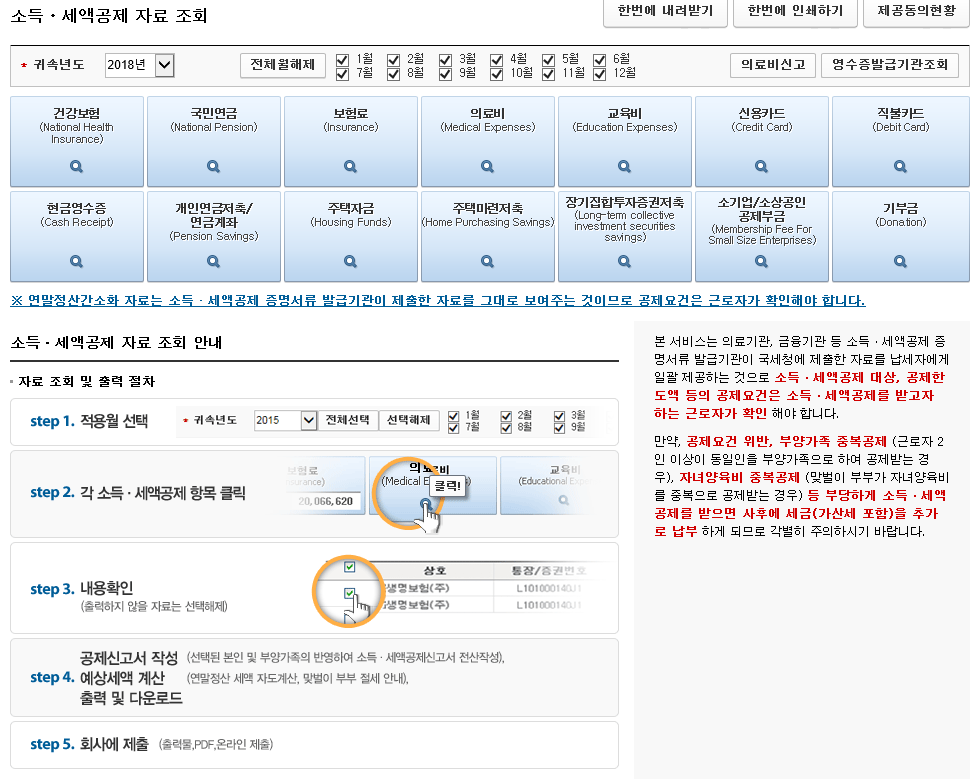 소득・세액공제 자료 조회
한번에 내려받기 한번에 인쇄하기 제공동의현황
* 귀속년도 2018년 전체월해제 1월 2월 3월 4월 5월 6월 의료비신고 영수증발급기관조회
7월 8월 9월 10월 11월 12월
건강보험 국민연금 보험료 의료비 교육비 신용카드 직불카드
(National Health (National Pension) (Insurance) (Medical Expenses) (Education Expenses) (Credit Card) (Debit Card)
Insurance)
현금영수증 개인연금저축/ 주택자금 주택마련저축 장기집합투자증권저축 소기업/소상공인 기부금
(Cash Receipt) 연금계좌 (Housing Funds) (Home Purchasing Savings) (Long-term collective 공제부금 (Donation)
(Pension Savings) investment securities (Membership Fee For
savings) Small Size Enterprises)
※ 연말정산간소화 자료는 소득・세액공제 증명서류 발급기관이 제출한 자료를 그대로 보여주는 것이므로 공제요건은 근로자가 확인해야 합니다.
소득・세액공제 자료 조회 안내
자료 조회 및 출력 절차
step 1. 적용월 선택 * 귀속년도 2015 전체선택 선택해제 1월 2월 3월
7월 8월 9월
step 2. 각 소득・세액공제 항목 클릭
보험료 의료비 교육비
20,066,620 클릭!
step 3. 내용확인
(출력하지 않을 자료는 선택해제)
상호 통장/증권번호
생명보험(주)
생명보험(주)
step 4. 공제신고서 작성 (선택된 본인 및 부양가족의 반영하여 소득・세액공제신고서 전산작성),
예상세액 계산 (연말정산 세액 자도계산, 맞벌이 부부 절세 안내),
출력 및 다운로드
step 5. 회사에 제출 (출력물,PDF,온라인 제출)
본 서비스는 의료기관, 금융기관 등 소득・세액공제 증
명서류 발급기관이 국세청에 제출한 자료를 납세자에게
일괄 제공하는 것으로 소득・세액공제 대상, 공제한
도액 등의 공제요건은 소득・세액공제를 받고자
하는 근로자가 확인 해야 합니다.
만약, 공제요건 위반, 부양가족 중복공제 (근로자 2
인 이상이 동일인을 부양가족으로 하여 공제받는 경
우), 자녀양육비 중복공제 (맞벌이 부부가 자녀양육비
를 중복으로 공제받는 경우) 등 부당하게 소득・세액
공제를 받으면 사후에 세금(가산세 포함)을 추가
로 납부 하게 되므로 각별히 주의하시기 바랍니다.